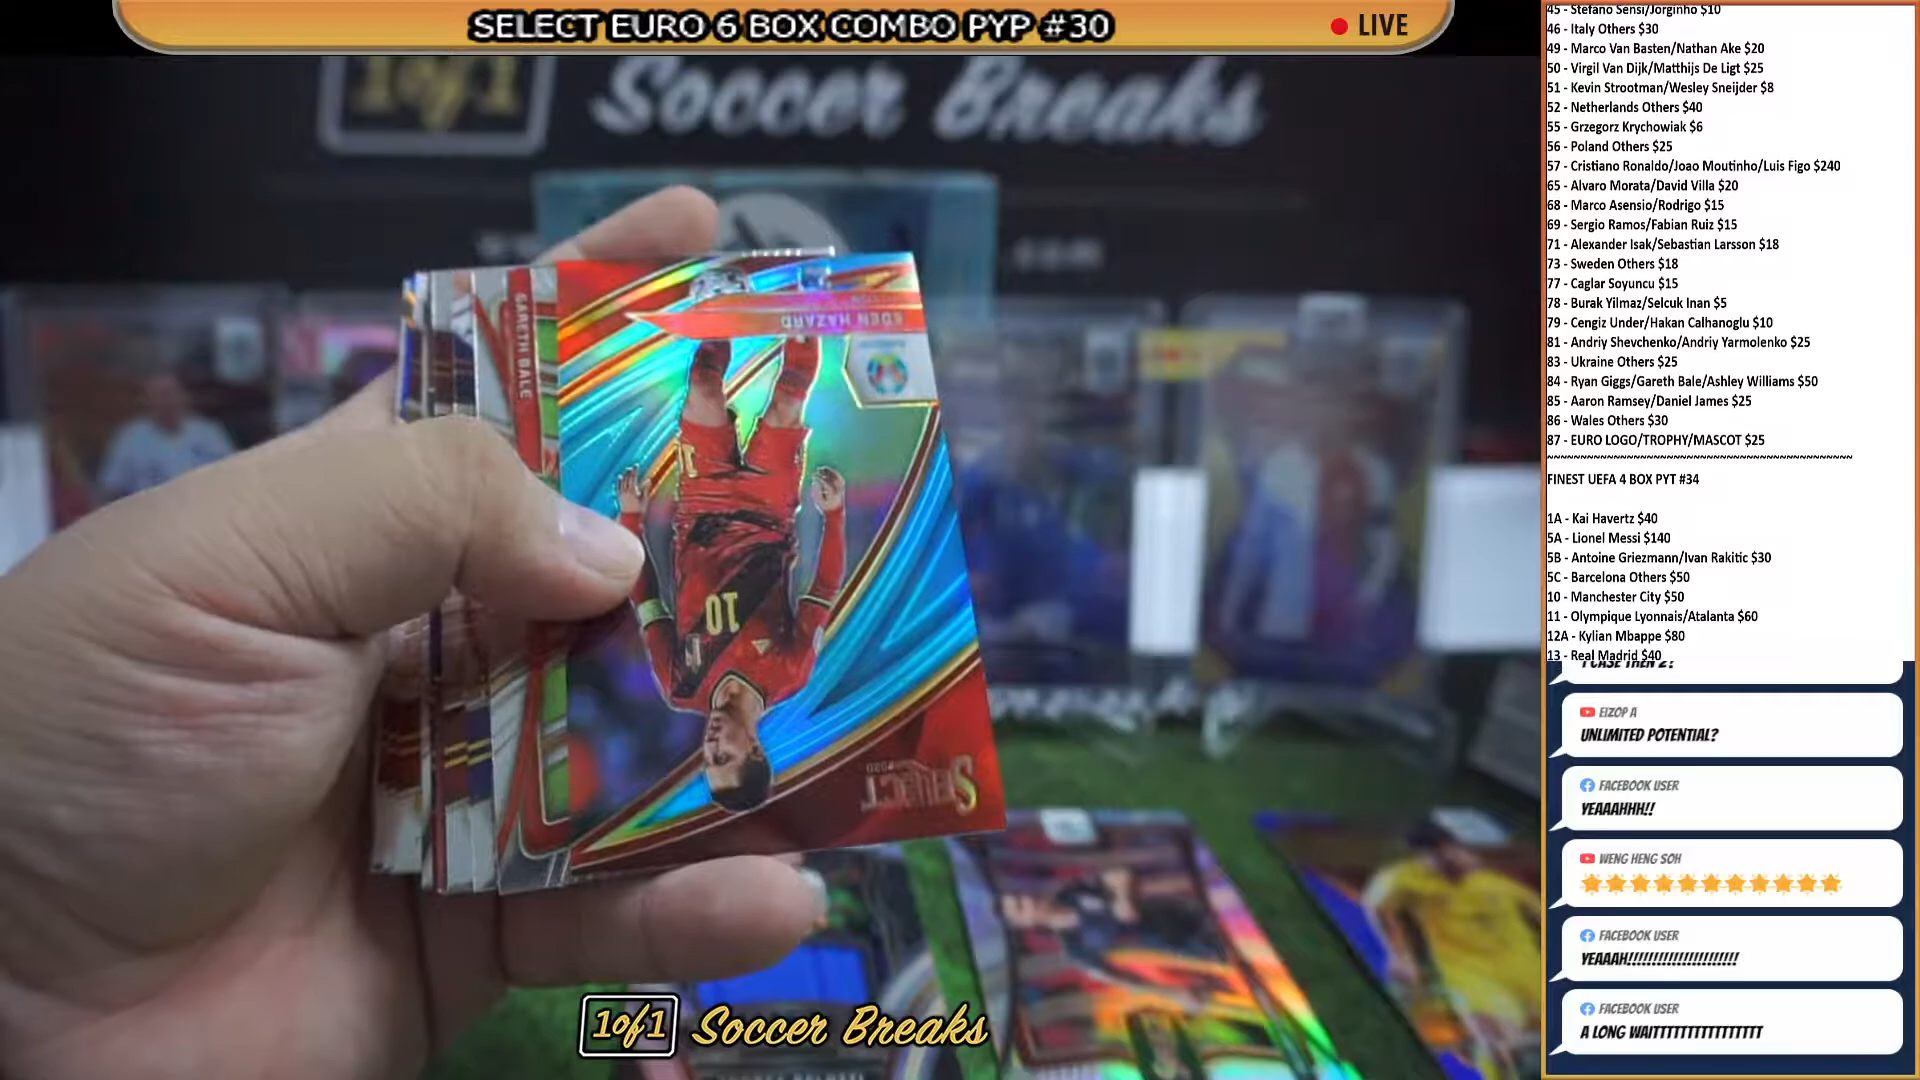 SELECT EURO 6 BOX COMBO PYP #30
LIVE
1of1
Soccer Breaks
.com
GARETH BALE
EDEN HAZARD
10
10
SELECT
2020
1of1 Soccer Breaks
45 - Stefano Sensi/Jorginho $10
46 - Italy Others $30
49 - Marco Van Basten/Nathan Ake $20
50 - Virgil Van Dijk/Matthijs De Ligt $25
51 - Kevin Strootman/Wesley Sneijder $8
52 - Netherlands Others $40
55 - Grzegorz Krychowiak $6
56 - Poland Others $25
57 - Cristiano Ronaldo/Joao Moutinho/Luis Figo $240
65 - Alvaro Morata/David Villa $20
68 - Marco Asensio/Rodrigo $15
69 - Sergio Ramos/Fabian Ruiz $15
71 - Alexander Isak/Sebastian Larsson $18
73 - Sweden Others $18
77 - Caglar Soyuncu $15
78 - Burak Yilmaz/Selcuk Inan $5
79 - Cengiz Under/Hakan Calhanoglu $10
81 - Andriy Shevchenko/Andriy Yarmolenko $25
83 - Ukraine Others $25
84 - Ryan Giggs/Gareth Bale/Ashley Williams $50
85 - Aaron Ramsey/Daniel James $25
86 - Wales Others $30
87 - EURO LOGO/TROPHY/MASCOT $25
~~~~~~~~~~~~~~~~~~~~~~~~~~~~~~~~~~~~~~~~~~~~~
FINEST UEFA 4 BOX PYT #34
1A - Kai Havertz $40
5A - Lionel Messi $140
5B - Antoine Griezmann/Ivan Rakitic $30
5C - Barcelona Others $50
10 - Manchester City $50
11 - Olympique Lyonnais/Atalanta $60
12A - Kylian Mbappe $80
13 - Real Madrid $40
1 CASE THEN 2?
EIZOP A
UNLIMITED POTENTIAL?
FACEBOOK USER
YEAAAHHH!!
WENG HENG SOH
FACEBOOK USER
YEAAAH!!!!!!!!!!!!!!!!!!!!!!!
FACEBOOK USER
A LONG WAITTTTTTTTTTTTTTTTT